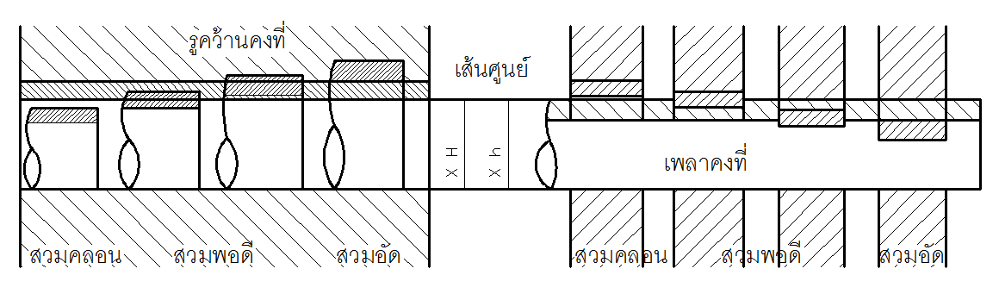 รูคว้านคงที่
เส้นศูนย์
X H
X h
เพลาคงที่
สวมคลอน
สวมพอดี
สวมอัด
สวมคลอน
สวมพอดี
สวมอัด